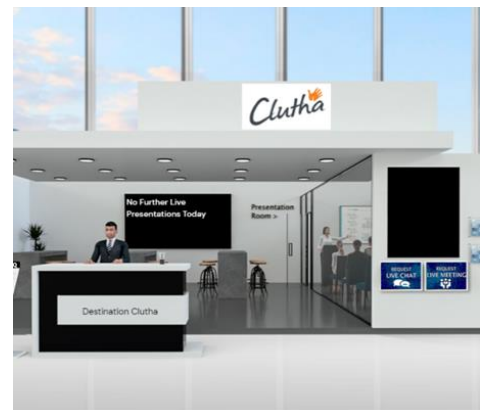 Clutha
No Further Live
Presentations Today
Presentation
Room >
REQUEST
LIVE CHAT
REQUEST
LIVE MEETING
Destination Clutha